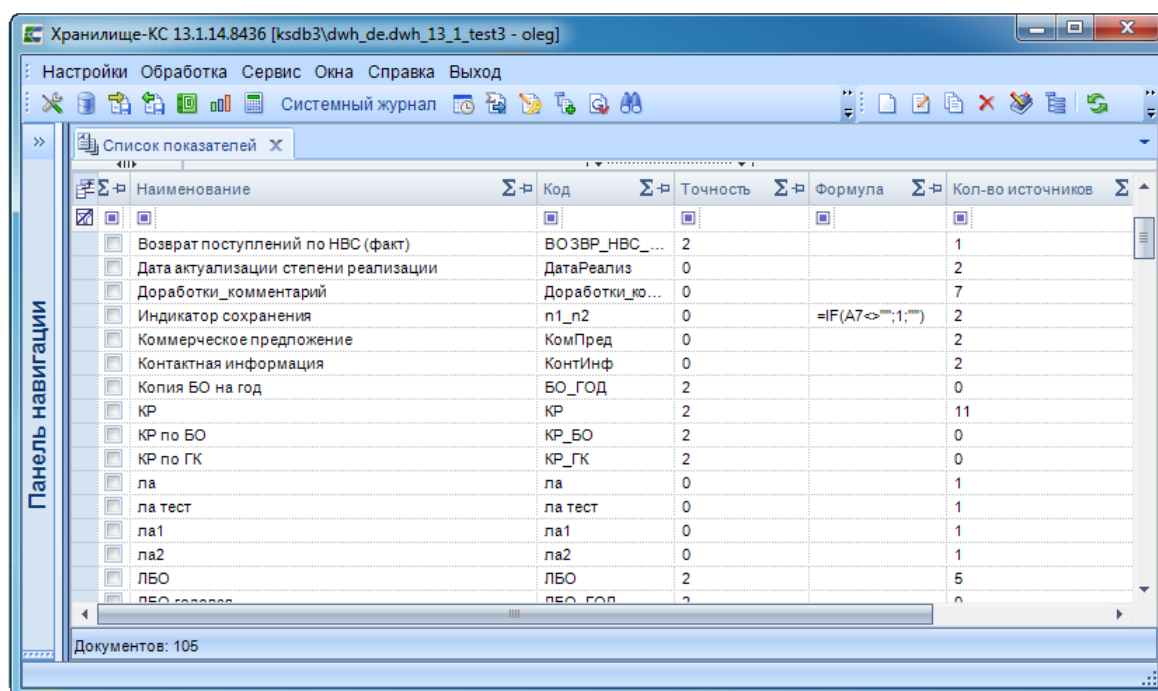 Хранилище-КС 13.1.14.8436 [ksdb3\dwh_de.dwh_13_1_test3 - oleg]
Настройки Обработка Сервис Окна Справка Выход
Системный журнал
Список показателей
Наименование Код Точность Формула Кол-во источников
Возврат поступлений по НВС (факт) ВОЗВР_НВС_... 2 1
Дата актуализации степени реализации ДатаРеализ 0 2
Доработки_комментарий Доработки_ко... 0 7
Индикатор сохранения n1_n2 0 =IF(A7<>"";1;"") 2
Коммерческое предложение КомПред 0 2
Контактная информация КонтИнф 0 2
Копия БО на год БО_ГОД 2 0
КР КР 2 11
КР по БО КР_БО 2 0
КР по ГК КР_ГК 2 0
ла ла 0 1
ла тест ла тест 0 1
ла1 ла1 0 1
ла2 ла2 0 1
ЛБО ЛБО 2 5
Панель навигации
Документов: 105